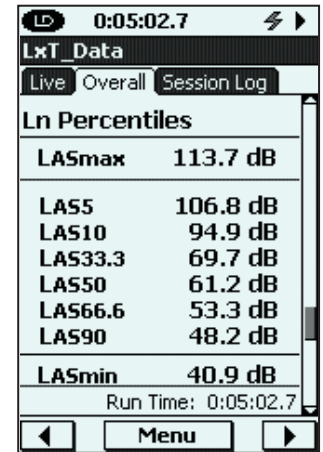 LD 0:05:02.7
LxT_Data
Live Overall Session Log
Ln Percentiles
LASmax 113.7 dB
LAS5 106.8 dB
LAS10 94.9 dB
LAS33.3 69.7 dB
LAS50 61.2 dB
LAS66.6 53.3 dB
LAS90 48.2 dB
LASmin 40.9 dB
Run Time: 0:05:02.7
Menu